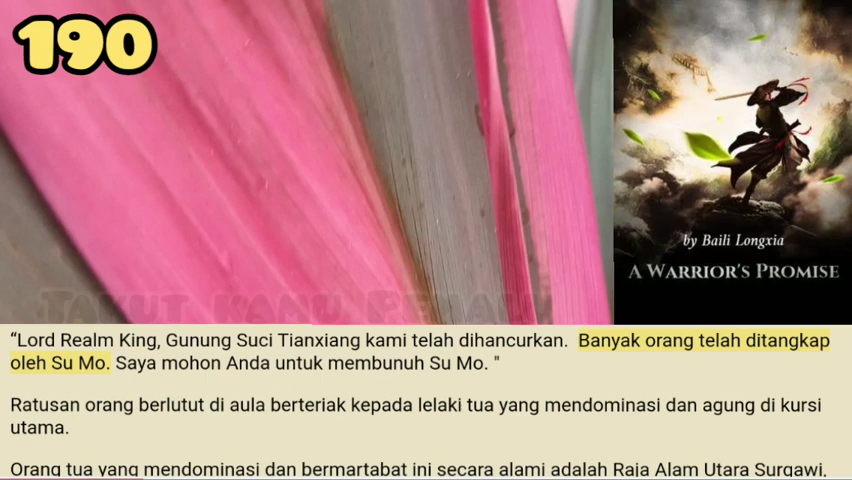 190
TAKUT KAMU
by Baili Longxia
A WARRIOR'S PROMISE
“Lord Realm King, Gunung Suci Tianxiang kami telah dihancurkan. Banyak orang telah ditangkap
oleh Su Mo. Saya mohon Anda untuk membunuh Su Mo. "
Ratusan orang berlutut di aula berteriak kepada lelaki tua yang mendominasi dan agung di kursi
utama.
Orang tua yang mendominasi dan bermartabat ini secara alami adalah Raja Alam Utara Surgawi,